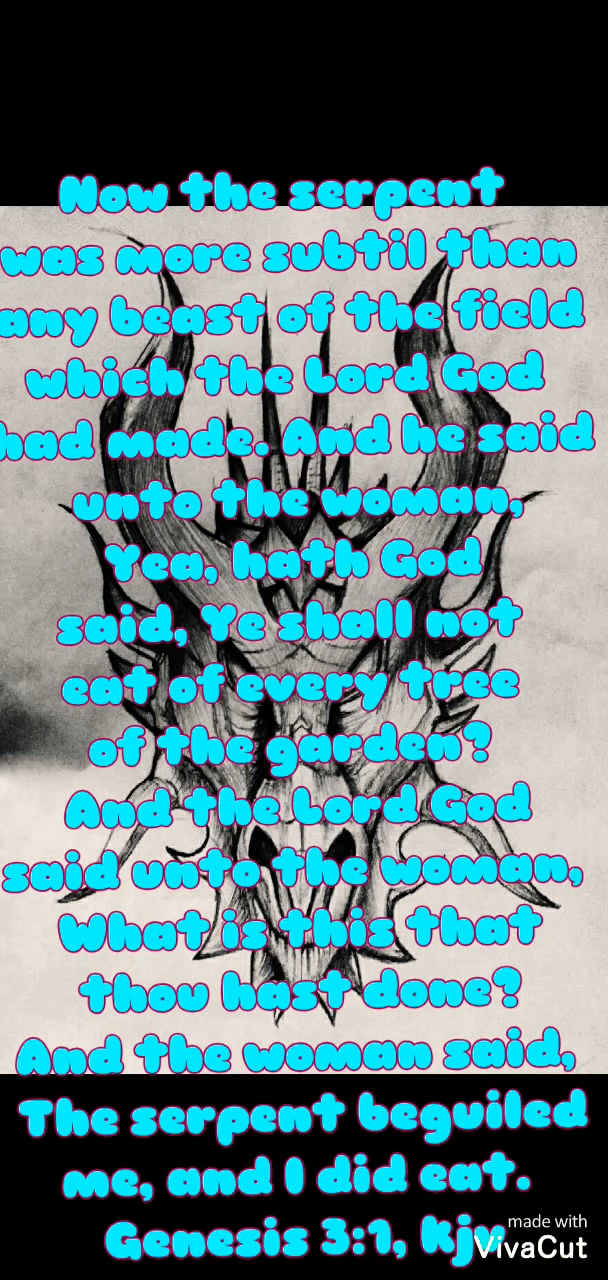 Now the serpent
was more subtil than
any beast of the field
which the Lord God
had made. And he said
unto the woman,
Yea, hath God
said, Ye shall not
eat of every tree
of the garden?
And the Lord God
said unto the woman,
What is this that
thou hast done?
And the woman said,
The serpent beguiled
me, and I did eat.
Genesis 3:1, kjv
made with
VivaCut